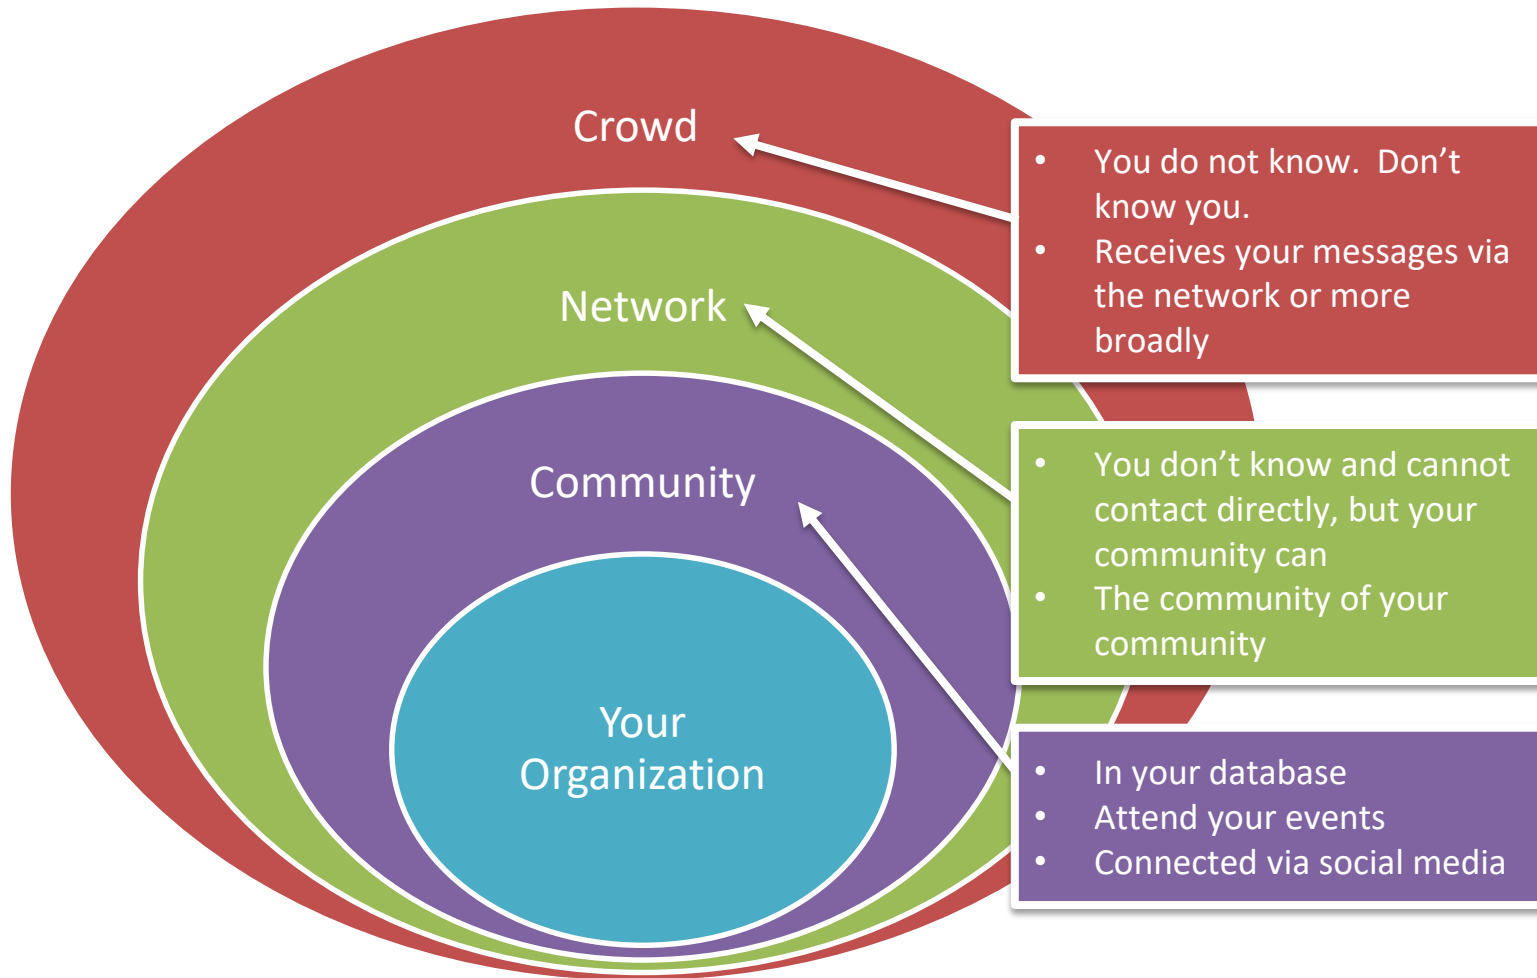 Crowd
• You do not know.  Don’t
know you.
• Receives your messages via
the network or more
broadly
Network
• You don’t know and cannot
contact directly, but your
community can
• The community of your
community
Community
• In your database
• Attend your events
• Connected via social media
Your
Organization